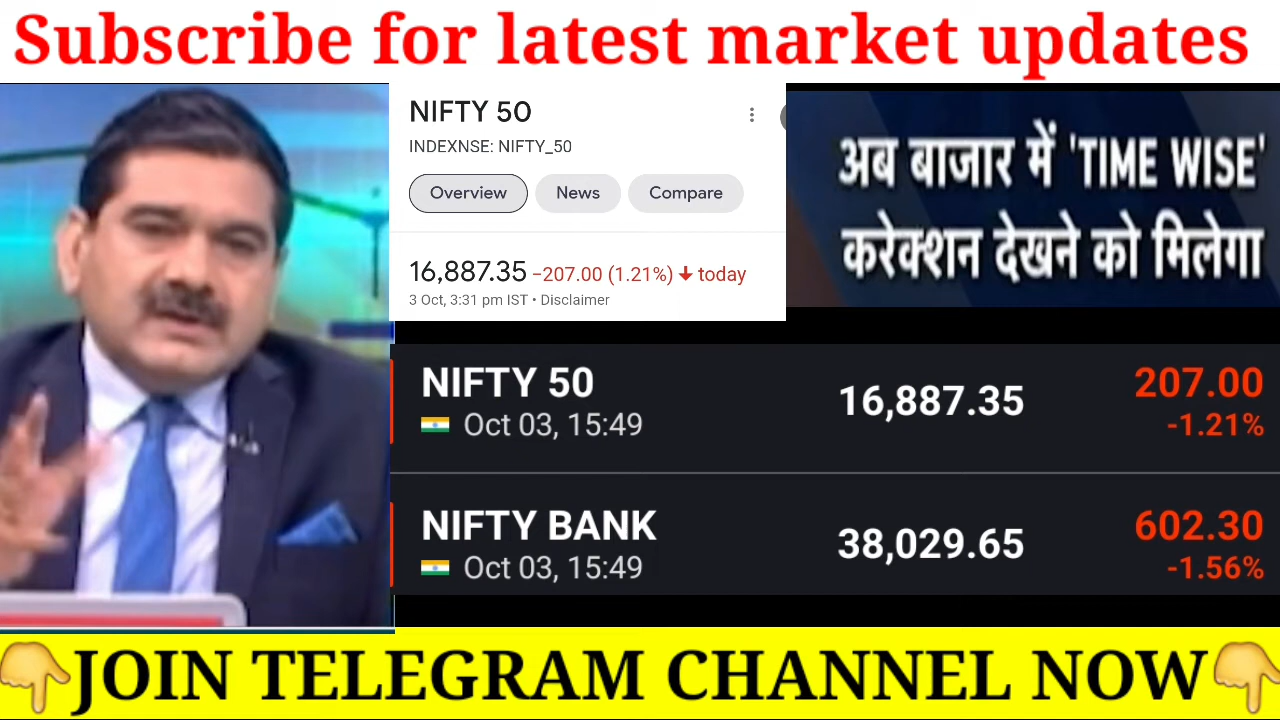 Subscribe for latest market updates
NIFTY 50
INDEXNSE: NIFTY_50
Overview News Compare
16,887.35 −207.00 (1.21%) ↓ today
3 Oct, 3:31 pm IST • Disclaimer
अब बाजार में 'TIME WISE'
करेक्शन देखने को मिलेगा
NIFTY 50 16,887.35 207.00
Oct 03, 15:49 -1.21%
NIFTY BANK 38,029.65 602.30
Oct 03, 15:49 -1.56%
👇JOIN TELEGRAM CHANNEL NOW👇